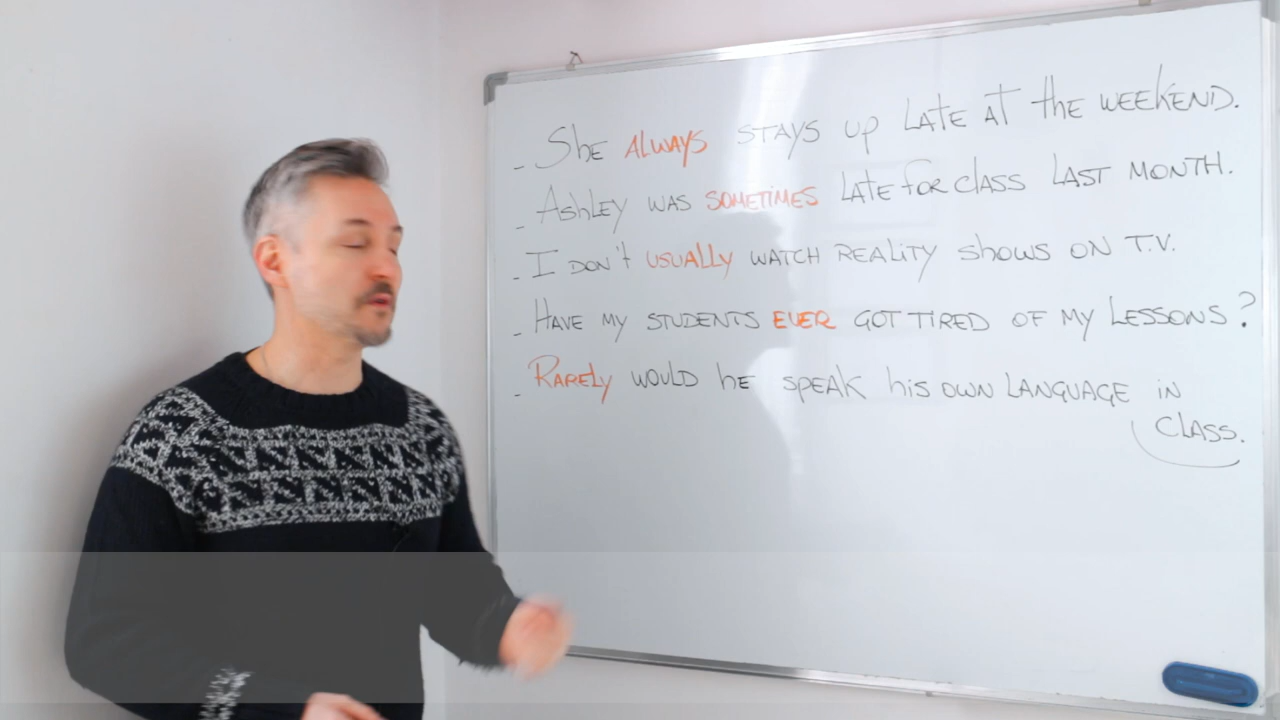 - She ALWAYS STAYS up LATE AT the WEEKEND.
- AshLEY WAS SOMETIMES LATE for CLASS LAST MONTH.
- I DON't USUALLY WATCH REALITY shows ON T.V.
- HAVE MY STUDENTS EVER GOT TIRED OF MY LESSONS?
- RARELY WOULD he SPEAK his OWN LANGUAGE in
CLASS.